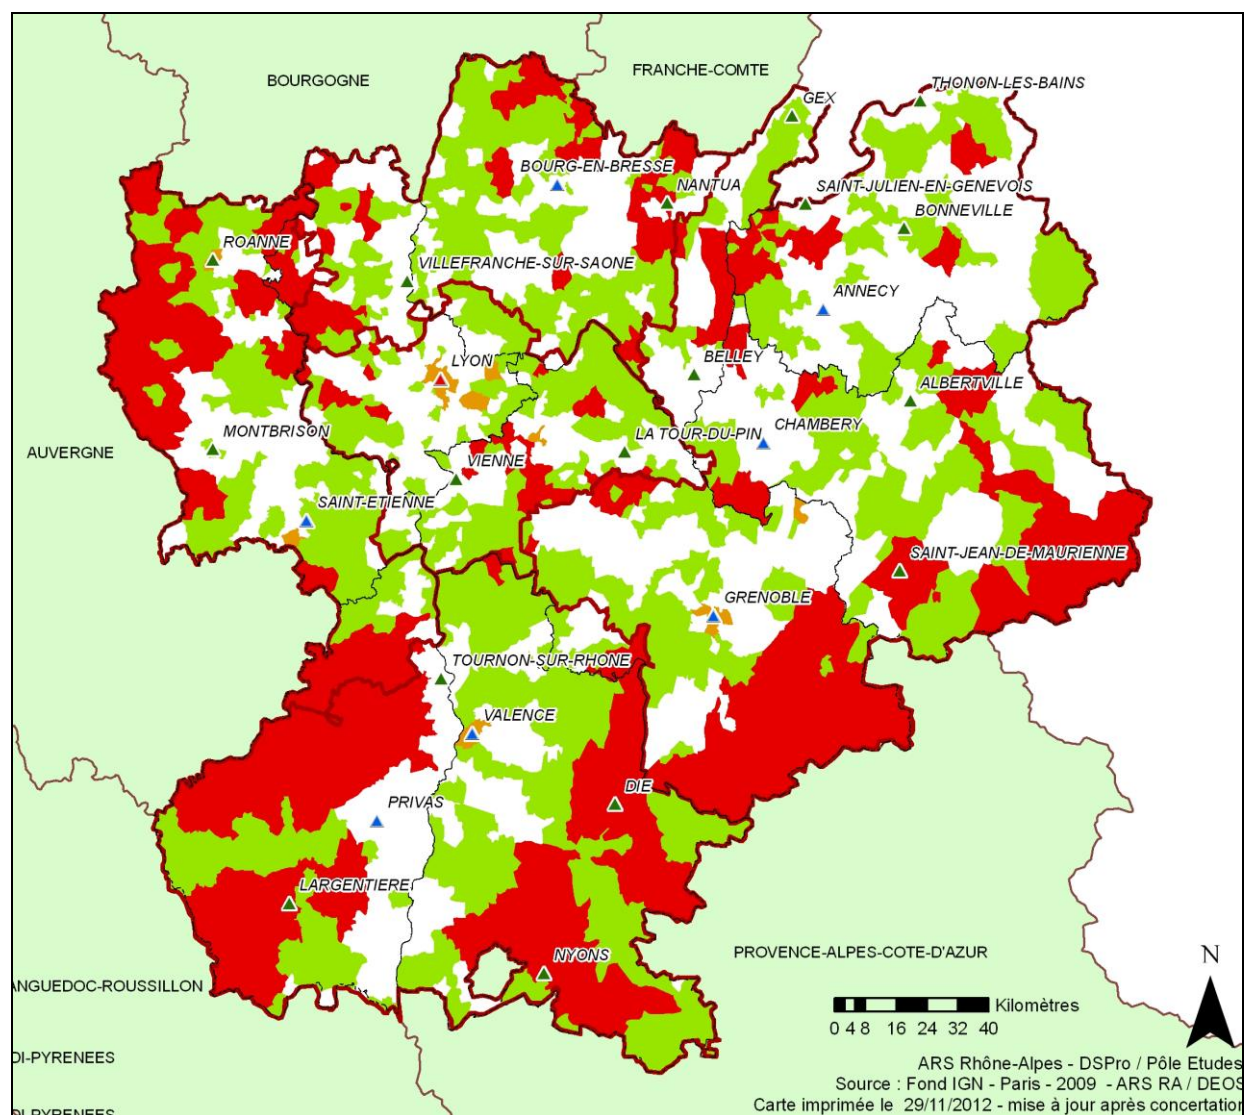 FRANCHE-COMTE
BOURGOGNE
THONON-LES-BAINS
GEX
BOURG-EN-BRESSE
NANTUA
SAINT-JULIEN-EN-GENEVOIS
BONNEVILLE
ROANNE
VILLEFRANCHE-SUR-SAONE
ANNECY
LYON
BELLEY
ALBERTVILLE
MONTBRISON
LA TOUR-DU-PIN
CHAMBERY
AUVERGNE
VIENNE
SAINT-ETIENNE
SAINT-JEAN-DE-MAURIENNE
GRENOBLE
TOURNON-SUR-RHONE
VALENCE
DIE
PRIVAS
LARGENTIERE
NYONS
PROVENCE-ALPES-COTE-D'AZUR
N
ANGUEDOC-ROUSSILLON
Kilomètres
0 4 8 16 24 32 40
DI-PYRENEES
ARS Rhône-Alpes - DSPro / Pôle Etudes
Source : Fond IGN - Paris - 2009 - ARS RA / DEOS
Carte imprimée le 29/11/2012 - mise à jour après concertation
DI-PYRENEES